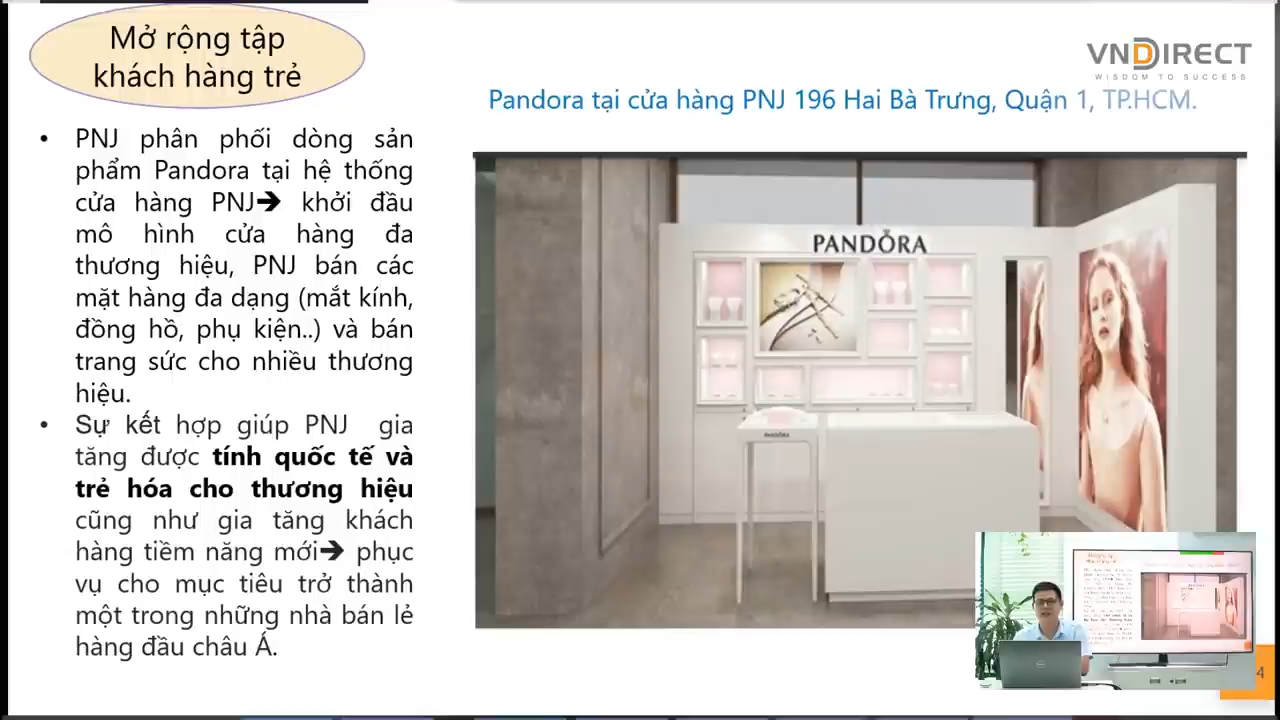 Mở rộng tập
khách hàng trẻ
VNDIRECT
WISDOM TO SUCCESS
Pandora tại cửa hàng PNJ 196 Hai Bà Trưng, Quận 1, TP.HCM.
• PNJ phân phối dòng sản
phẩm Pandora tại hệ thống
cửa hàng PNJ➔ khởi đầu
mô hình cửa hàng đa
thương hiệu, PNJ bán các
mặt hàng đa dạng (mắt kính,
đồng hồ, phụ kiện..) và bán
trang sức cho nhiều thương
hiệu.
• Sự kết hợp giúp PNJ gia
tăng được tính quốc tế và
trẻ hóa cho thương hiệu
cũng như gia tăng khách
hàng tiềm năng mới➔ phục
vụ cho mục tiêu trở thành
một trong những nhà bán lẻ
hàng đầu châu Á.
PANDÖRA
PANDÖRA
4